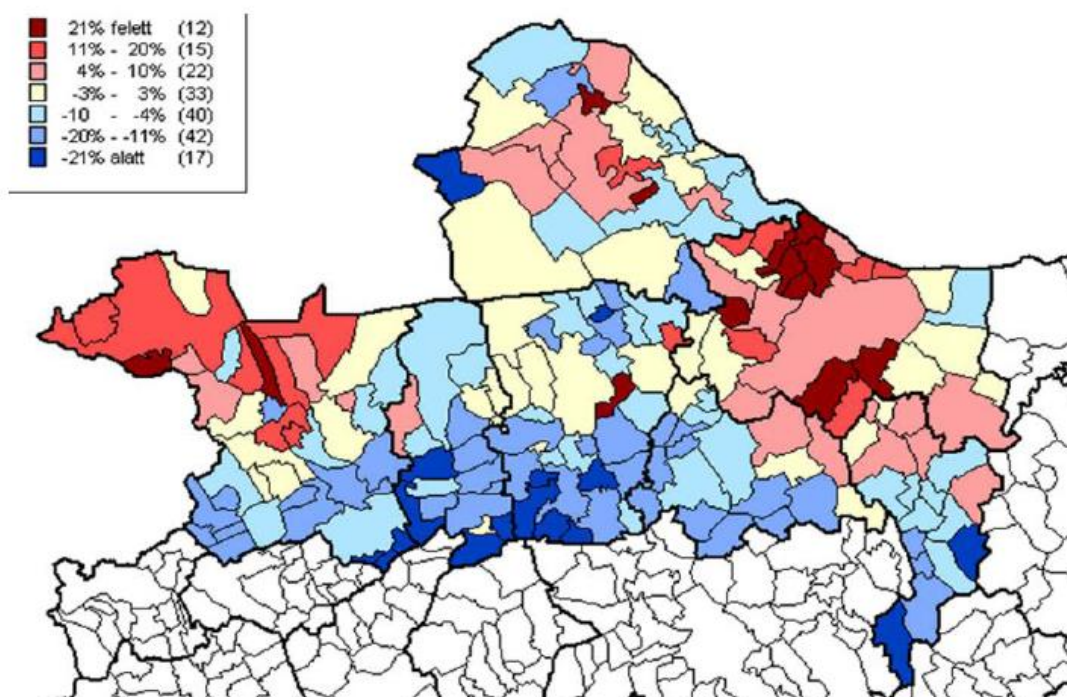 21% felett (12)
11% - 20% (15)
4% - 10% (22)
-3% - 3% (33)
-10 - -4% (40)
-20% - -11% (42)
-21% alatt (17)